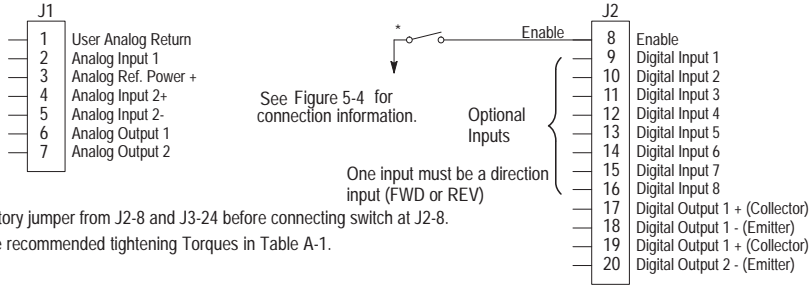 J1
1 User Analog Return
2 Analog Input 1
3 Analog Ref. Power +
4 Analog Input 2+
5 Analog Input 2-
6 Analog Output 1
7 Analog Output 2
*
Enable
See Figure 5-4 for
connection information.
Optional
Inputs
One input must be a direction
input (FWD or REV)
J2
8 Enable
9 Digital Input 1
10 Digital Input 2
11 Digital Input 3
12 Digital Input 4
13 Digital Input 5
14 Digital Input 6
15 Digital Input 7
16 Digital Input 8
17 Digital Output 1 + (Collector)
18 Digital Output 1 - (Emitter)
19 Digital Output 1 + (Collector)
20 Digital Output 2 - (Emitter)
tory jumper from J2-8 and J3-24 before connecting switch at J2-8.
e recommended tightening Torques in Table A-1.